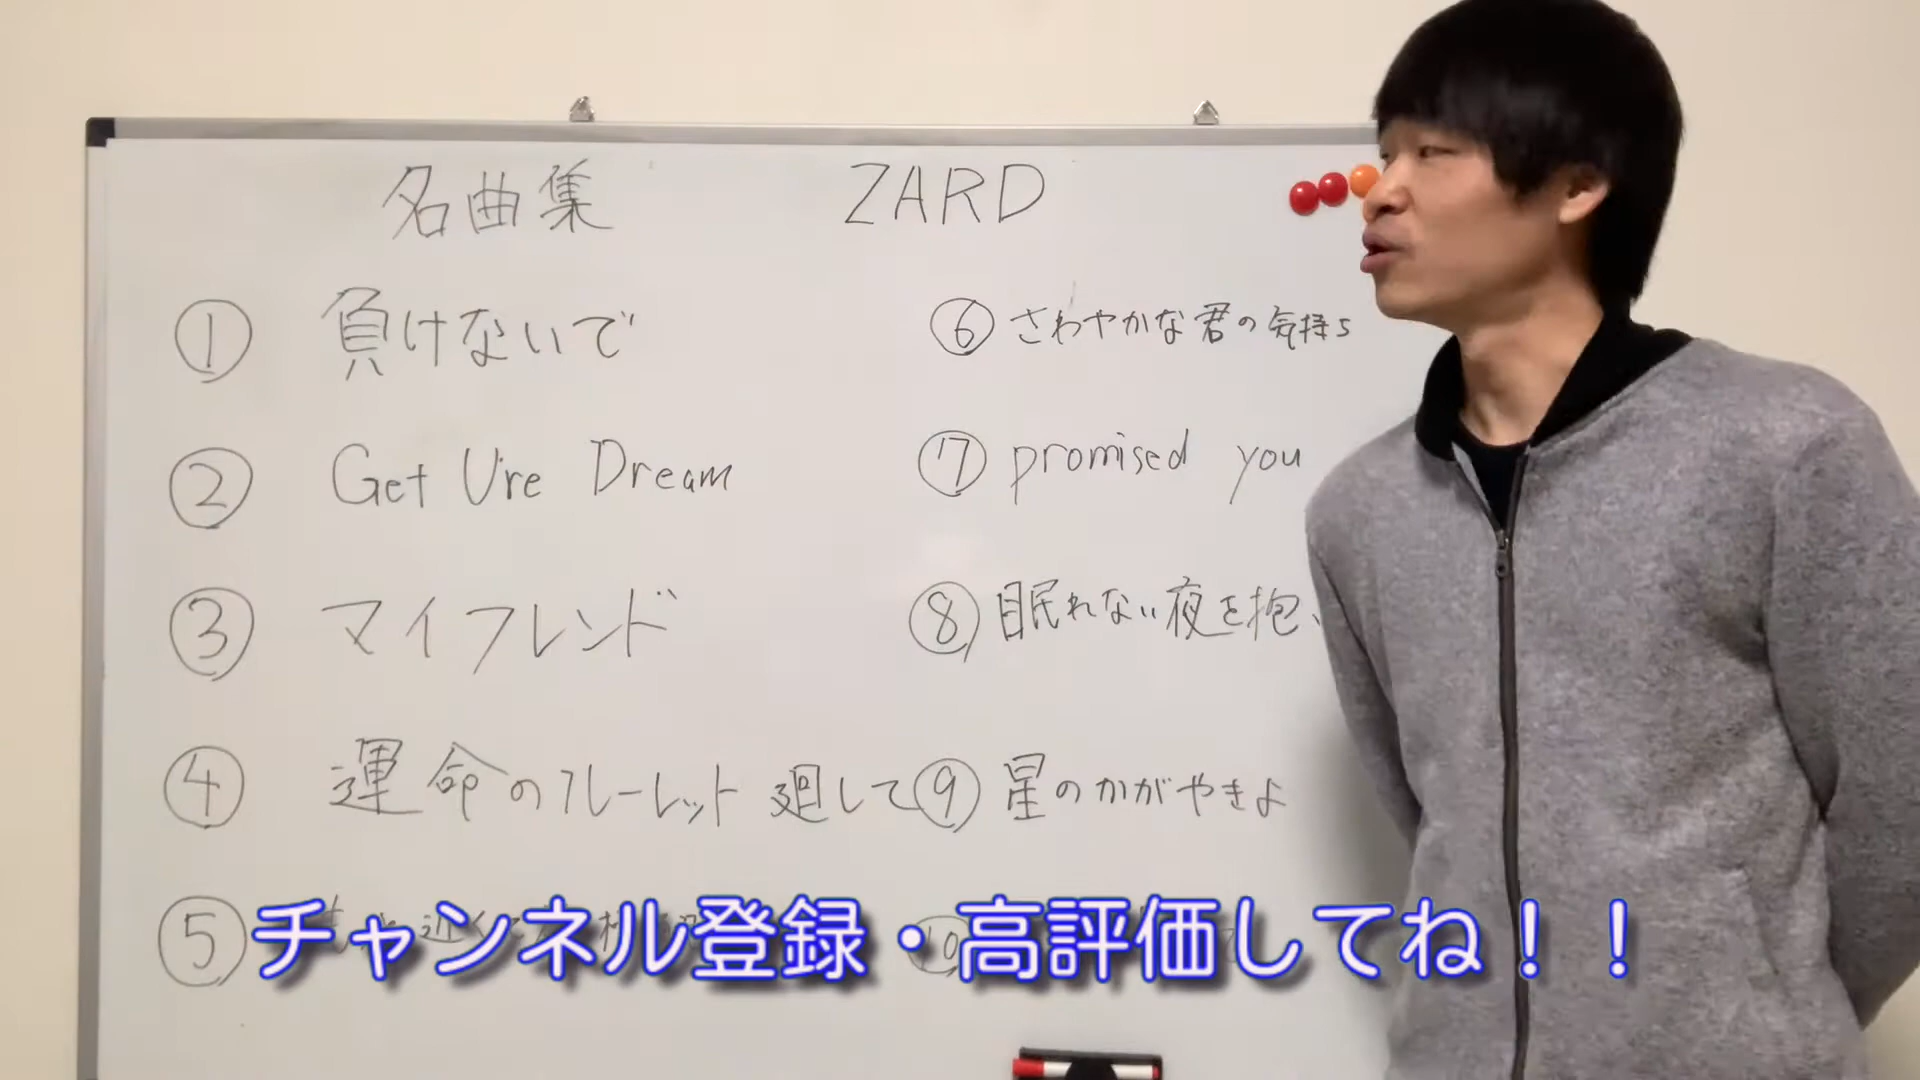 名曲集 ZARD
① 負けないで
② Get U're Dream
③ マイフレンド
④ 運命のルーレット廻して
⑤
⑥ さわやかな君の気持ち
⑦ promised you
⑧ 眠れない夜を抱い
⑨ 星のかがやきよ
⑩
チャンネル登録・高評価してね！！